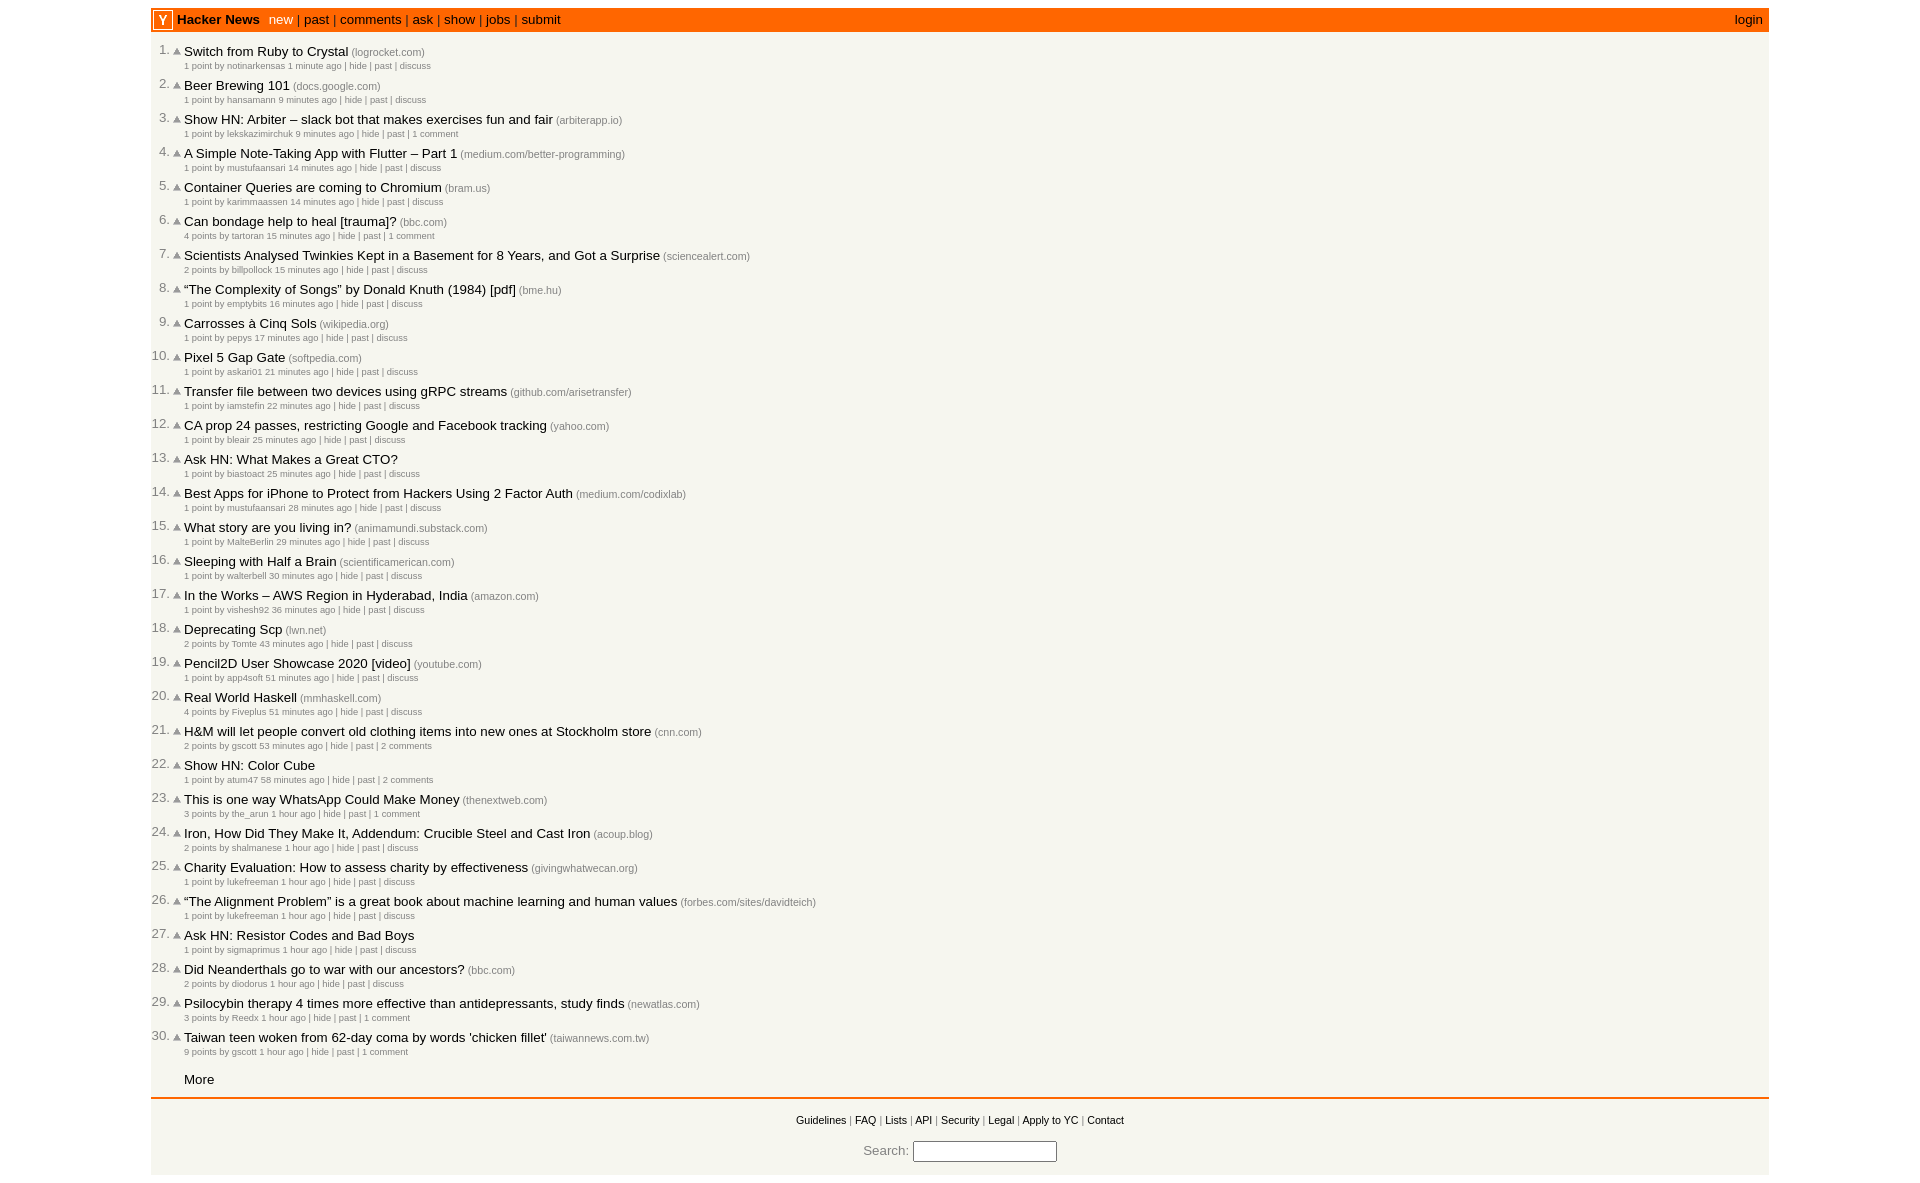 Y Hacker News new | past | comments | ask | show | jobs | submit login
1. Switch from Ruby to Crystal (logrocket.com)
1 point by notinarkensas 1 minute ago | hide | past | discuss
2. Beer Brewing 101 (docs.google.com)
1 point by hansamann 9 minutes ago | hide | past | discuss
3. Show HN: Arbiter – slack bot that makes exercises fun and fair (arbiterapp.io)
1 point by lekskazimirchuk 9 minutes ago | hide | past | 1 comment
4. A Simple Note-Taking App with Flutter – Part 1 (medium.com/better-programming)
1 point by mustufaansari 14 minutes ago | hide | past | discuss
5. Container Queries are coming to Chromium (bram.us)
1 point by karimmaassen 14 minutes ago | hide | past | discuss
6. Can bondage help to heal [trauma]? (bbc.com)
4 points by tartoran 15 minutes ago | hide | past | 1 comment
7. Scientists Analysed Twinkies Kept in a Basement for 8 Years, and Got a Surprise (sciencealert.com)
2 points by billpollock 15 minutes ago | hide | past | discuss
8. “The Complexity of Songs” by Donald Knuth (1984) [pdf] (bme.hu)
1 point by emptybits 16 minutes ago | hide | past | discuss
9. Carrosses à Cinq Sols (wikipedia.org)
1 point by pepys 17 minutes ago | hide | past | discuss
10. Pixel 5 Gap Gate (softpedia.com)
1 point by askari01 21 minutes ago | hide | past | discuss
11. Transfer file between two devices using gRPC streams (github.com/arisetransfer)
1 point by iamstefin 22 minutes ago | hide | past | discuss
12. CA prop 24 passes, restricting Google and Facebook tracking (yahoo.com)
1 point by bleair 25 minutes ago | hide | past | discuss
13. Ask HN: What Makes a Great CTO?
1 point by biastoact 25 minutes ago | hide | past | discuss
14. Best Apps for iPhone to Protect from Hackers Using 2 Factor Auth (medium.com/codixlab)
1 point by mustufaansari 28 minutes ago | hide | past | discuss
15. What story are you living in? (animamundi.substack.com)
1 point by MalteBerlin 29 minutes ago | hide | past | discuss
16. Sleeping with Half a Brain (scientificamerican.com)
1 point by walterbell 30 minutes ago | hide | past | discuss
17. In the Works – AWS Region in Hyderabad, India (amazon.com)
1 point by vishesh92 36 minutes ago | hide | past | discuss
18. Deprecating Scp (lwn.net)
2 points by Tomte 43 minutes ago | hide | past | discuss
19. Pencil2D User Showcase 2020 [video] (youtube.com)
1 point by app4soft 51 minutes ago | hide | past | discuss
20. Real World Haskell (mmhaskell.com)
4 points by Fiveplus 51 minutes ago | hide | past | discuss
21. H&M will let people convert old clothing items into new ones at Stockholm store (cnn.com)
2 points by gscott 53 minutes ago | hide | past | 2 comments
22. Show HN: Color Cube
1 point by atum47 58 minutes ago | hide | past | 2 comments
23. This is one way WhatsApp Could Make Money (thenextweb.com)
3 points by the_arun 1 hour ago | hide | past | 1 comment
24. Iron, How Did They Make It, Addendum: Crucible Steel and Cast Iron (acoup.blog)
2 points by shalmanese 1 hour ago | hide | past | discuss
25. Charity Evaluation: How to assess charity by effectiveness (givingwhatwecan.org)
1 point by lukefreeman 1 hour ago | hide | past | discuss
26. “The Alignment Problem” is a great book about machine learning and human values (forbes.com/sites/davidteich)
1 point by lukefreeman 1 hour ago | hide | past | discuss
27. Ask HN: Resistor Codes and Bad Boys
1 point by sigmaprimus 1 hour ago | hide | past | discuss
28. Did Neanderthals go to war with our ancestors? (bbc.com)
2 points by diodorus 1 hour ago | hide | past | discuss
29. Psilocybin therapy 4 times more effective than antidepressants, study finds (newatlas.com)
3 points by Reedx 1 hour ago | hide | past | 1 comment
30. Taiwan teen woken from 62-day coma by words 'chicken fillet' (taiwannews.com.tw)
9 points by gscott 1 hour ago | hide | past | 1 comment
More
Guidelines | FAQ | Lists | API | Security | Legal | Apply to YC | Contact
Search: